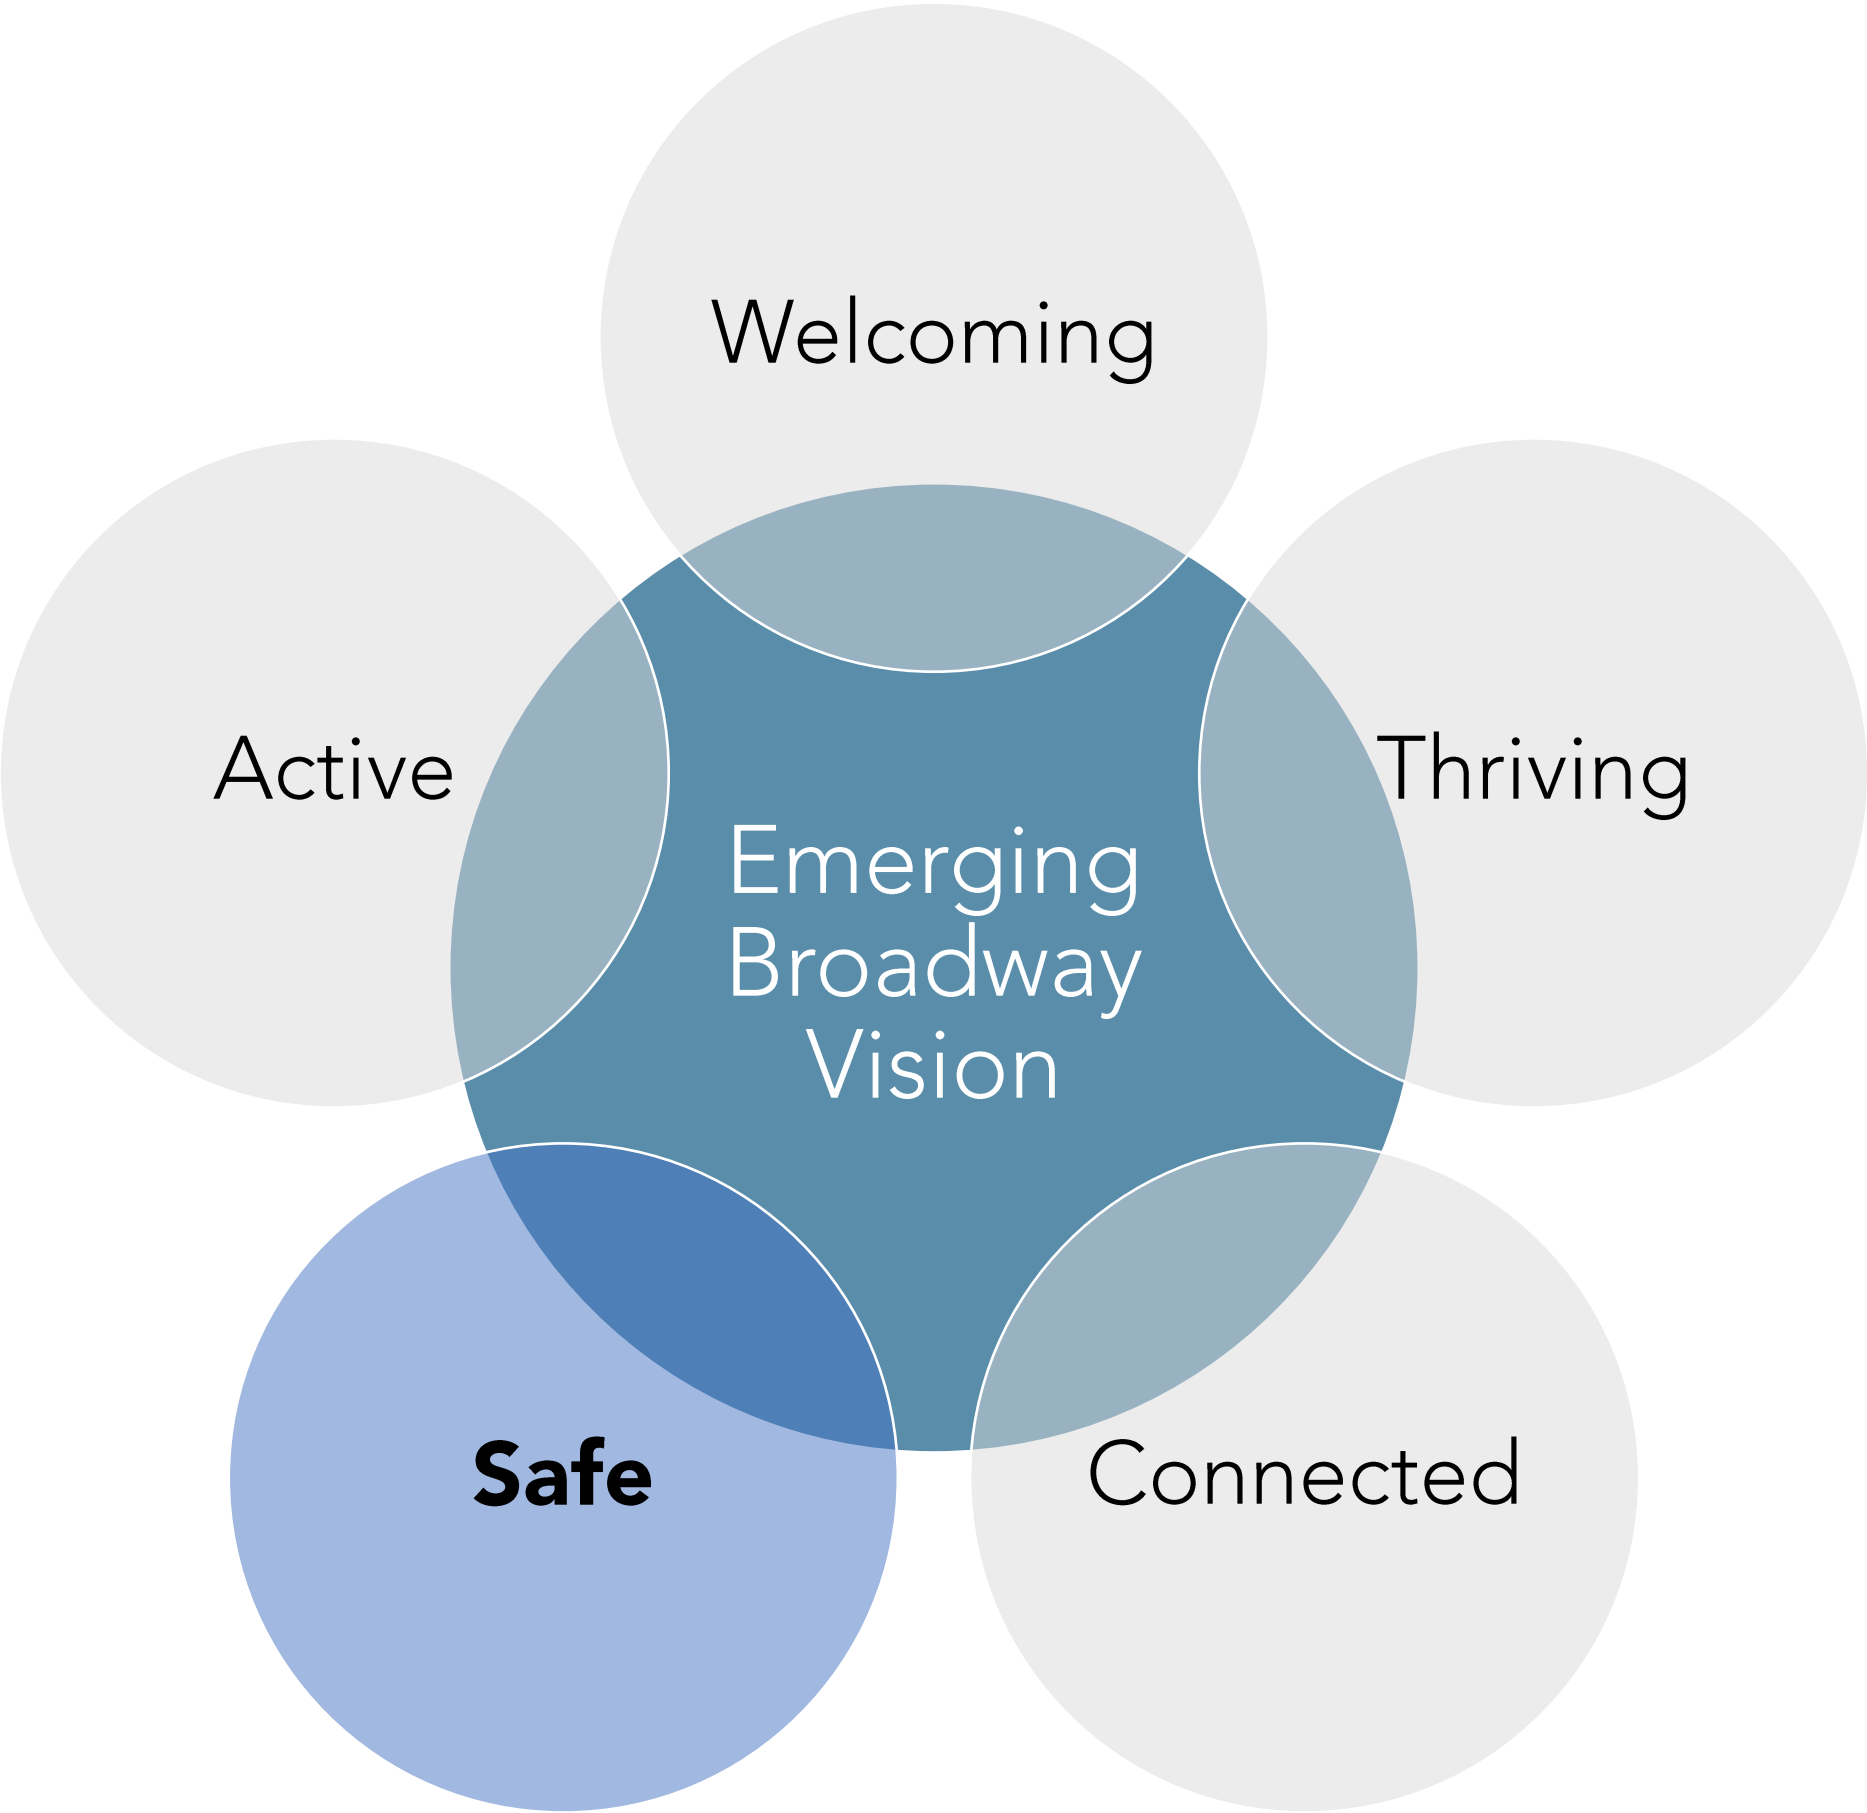 Welcoming
Active
Thriving
Emerging
Broadway
Vision
Safe
Connected